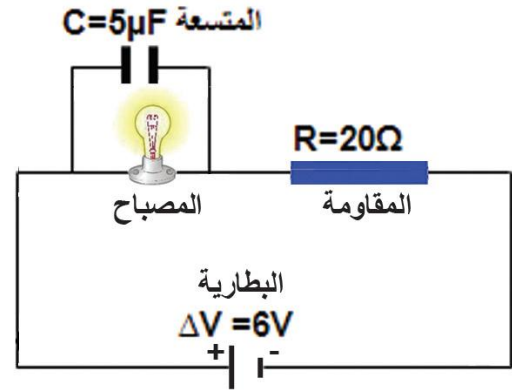 المتسعة C=5µF
R=20Ω
المصباح
المقاومة
البطارية
ΔV =6V
+ -